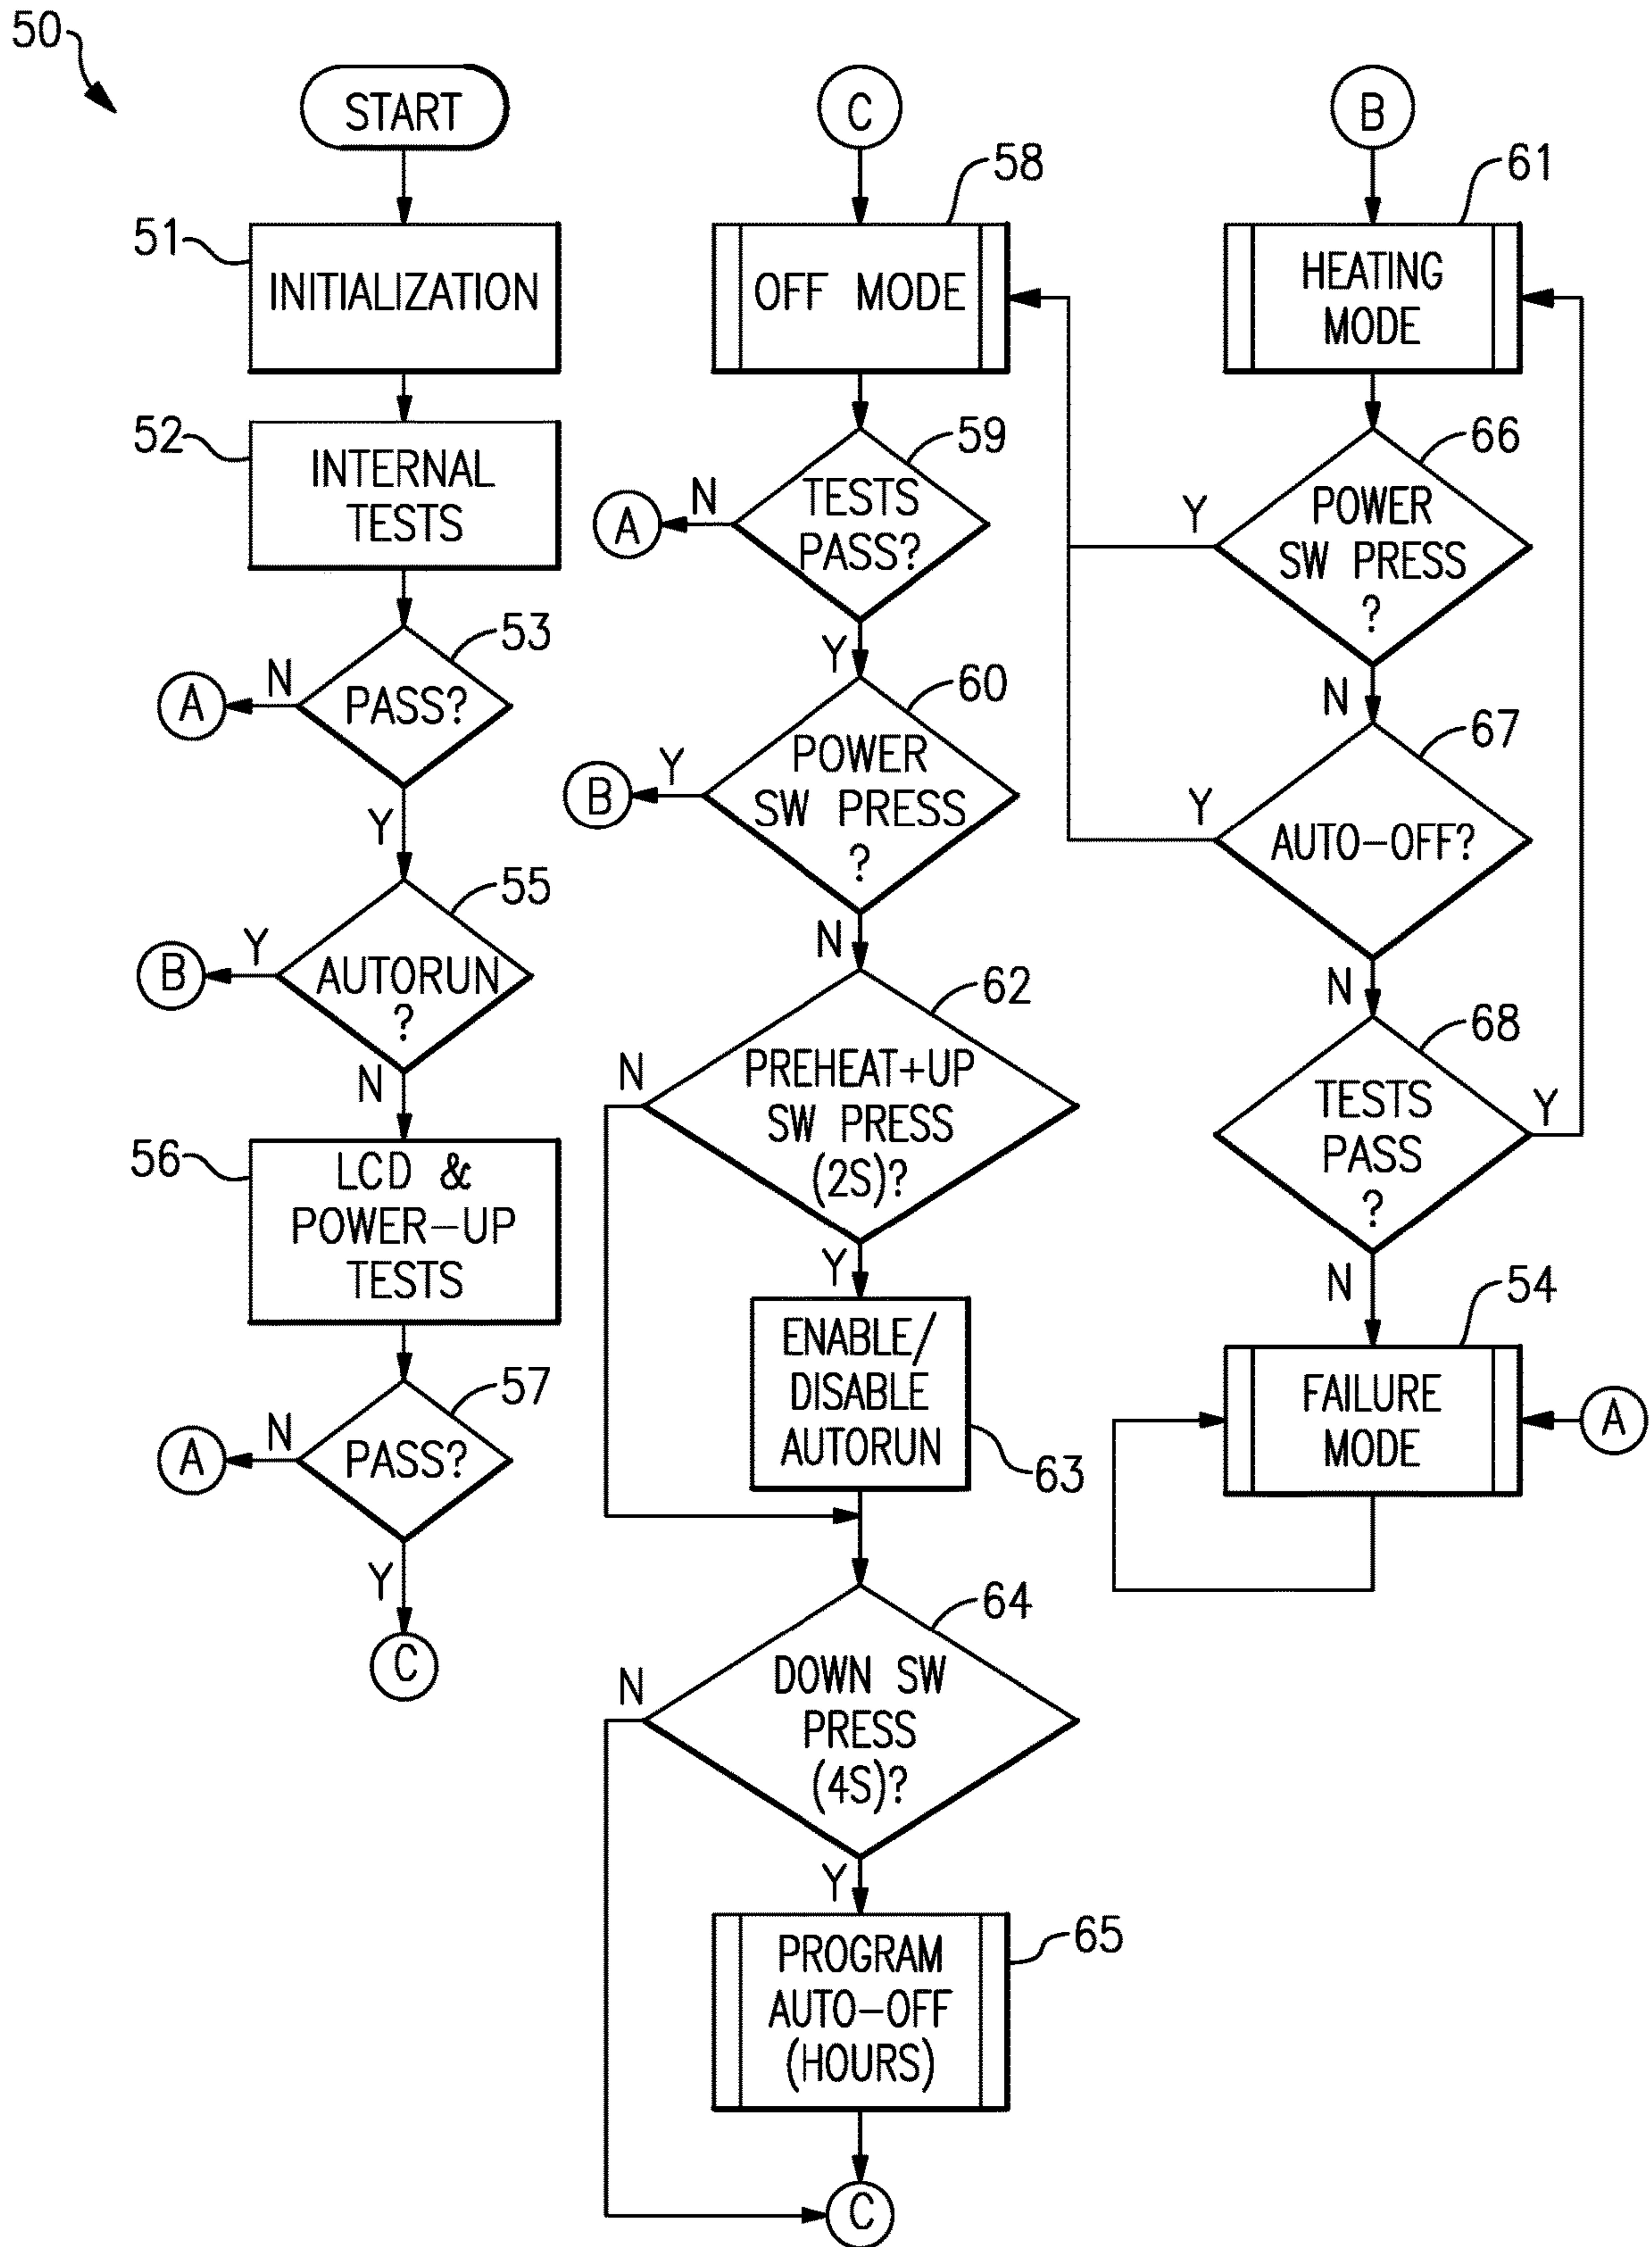 50
START
51
INITIALIZATION
52
INTERNAL
TESTS
53
PASS?
N
A
Y
55
AUTORUN
?
Y
B
N
56
LCD &
POWER-UP
TESTS
57
PASS?
N
A
Y
C
C
58
OFF MODE
59
TESTS
PASS?
N
A
Y
60
POWER
SW PRESS
?
Y
B
N
62
PREHEAT+UP
SW PRESS
(2S)?
N
Y
ENABLE/
DISABLE
AUTORUN
63
64
DOWN SW
PRESS
(4S)?
N
Y
65
PROGRAM
AUTO-OFF
(HOURS)
C
B
61
HEATING
MODE
66
POWER
SW PRESS
?
Y
N
67
AUTO-OFF?
Y
N
68
TESTS
PASS
?
Y
N
54
FAILURE
MODE
A